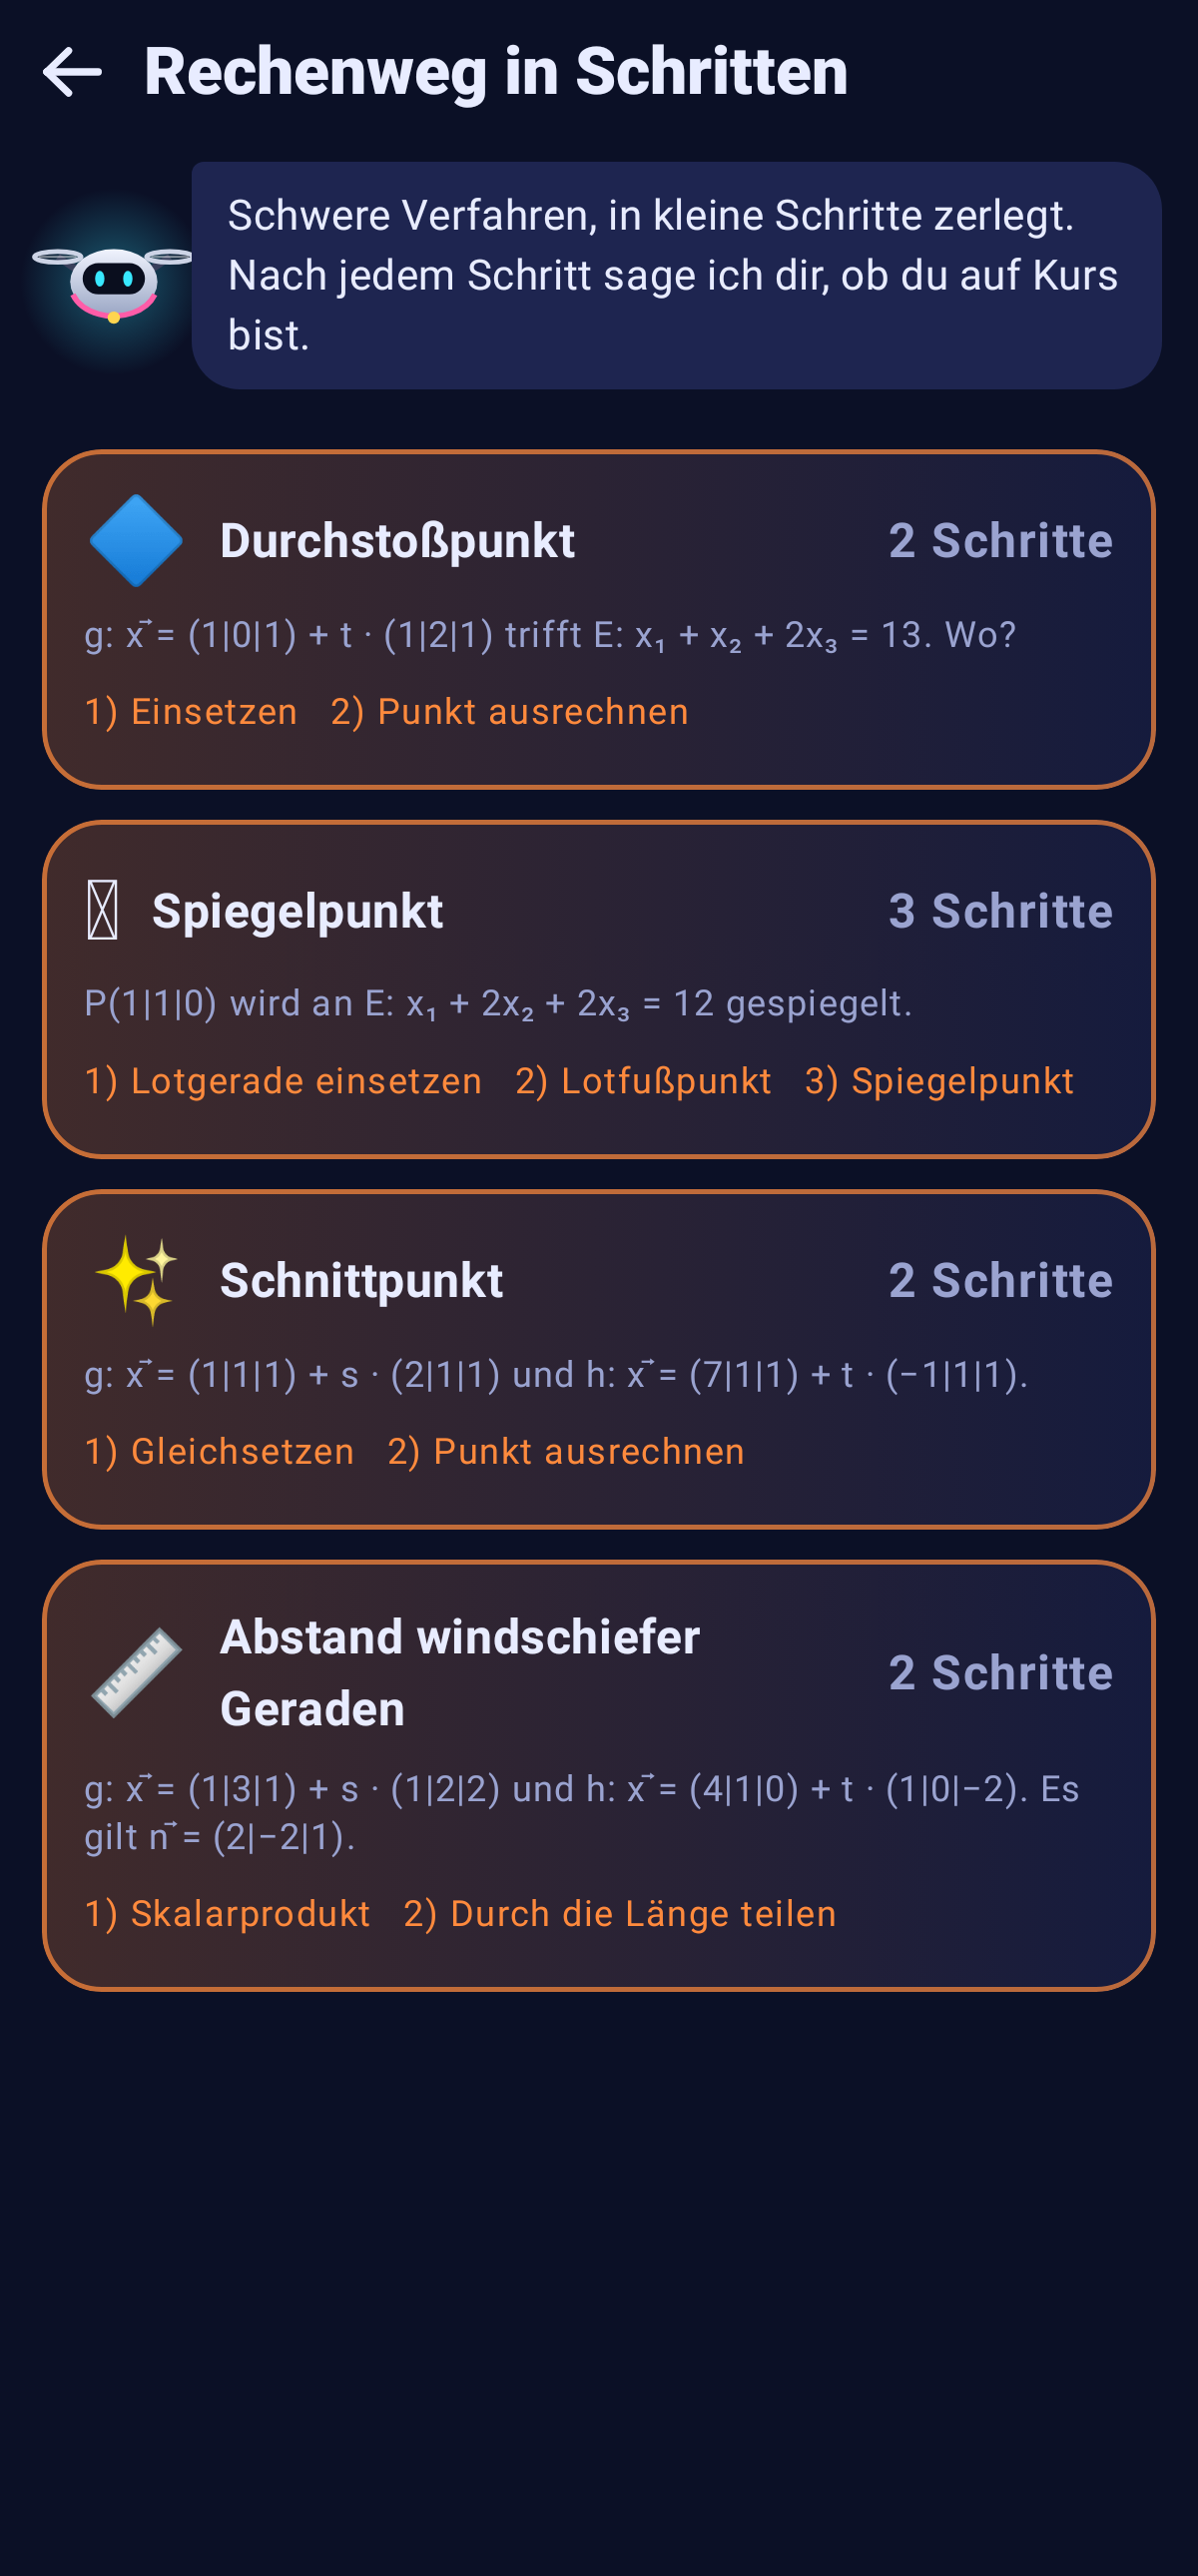 Rechenweg in Schritten
Schwere Verfahren, in kleine Schritte zerlegt.
Nach jedem Schritt sage ich dir, ob du auf Kurs
bist.
Durchstoßpunkt
2 Schritte
g: x⃗ = (1|0|1) + t · (1|2|1) trifft E: x₁ + x₂ + 2x₃ = 13. Wo?
1) Einsetzen 2) Punkt ausrechnen
Spiegelpunkt
3 Schritte
P(1|1|0) wird an E: x₁ + 2x₂ + 2x₃ = 12 gespiegelt.
1) Lotgerade einsetzen 2) Lotfußpunkt 3) Spiegelpunkt
Schnittpunkt
2 Schritte
g: x⃗ = (1|1|1) + s · (2|1|1) und h: x⃗ = (7|1|1) + t · (−1|1|1).
1) Gleichsetzen 2) Punkt ausrechnen
Abstand windschiefer
Geraden
2 Schritte
g: x⃗ = (1|3|1) + s · (1|2|2) und h: x⃗ = (4|1|0) + t · (1|0|−2). Es
gilt n⃗ = (2|−2|1).
1) Skalarprodukt 2) Durch die Länge teilen